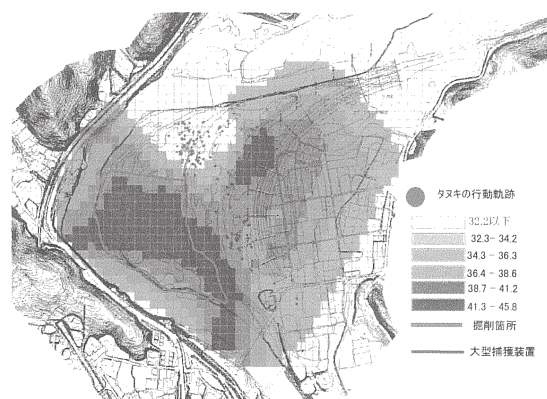 タヌキの行動軌跡
32.2以下
32.3- 34.2
34.3 - 36.3
36.4 - 38.6
38.7 - 41.2
41.3 - 45.8
掘削箇所
大型捕獲装置